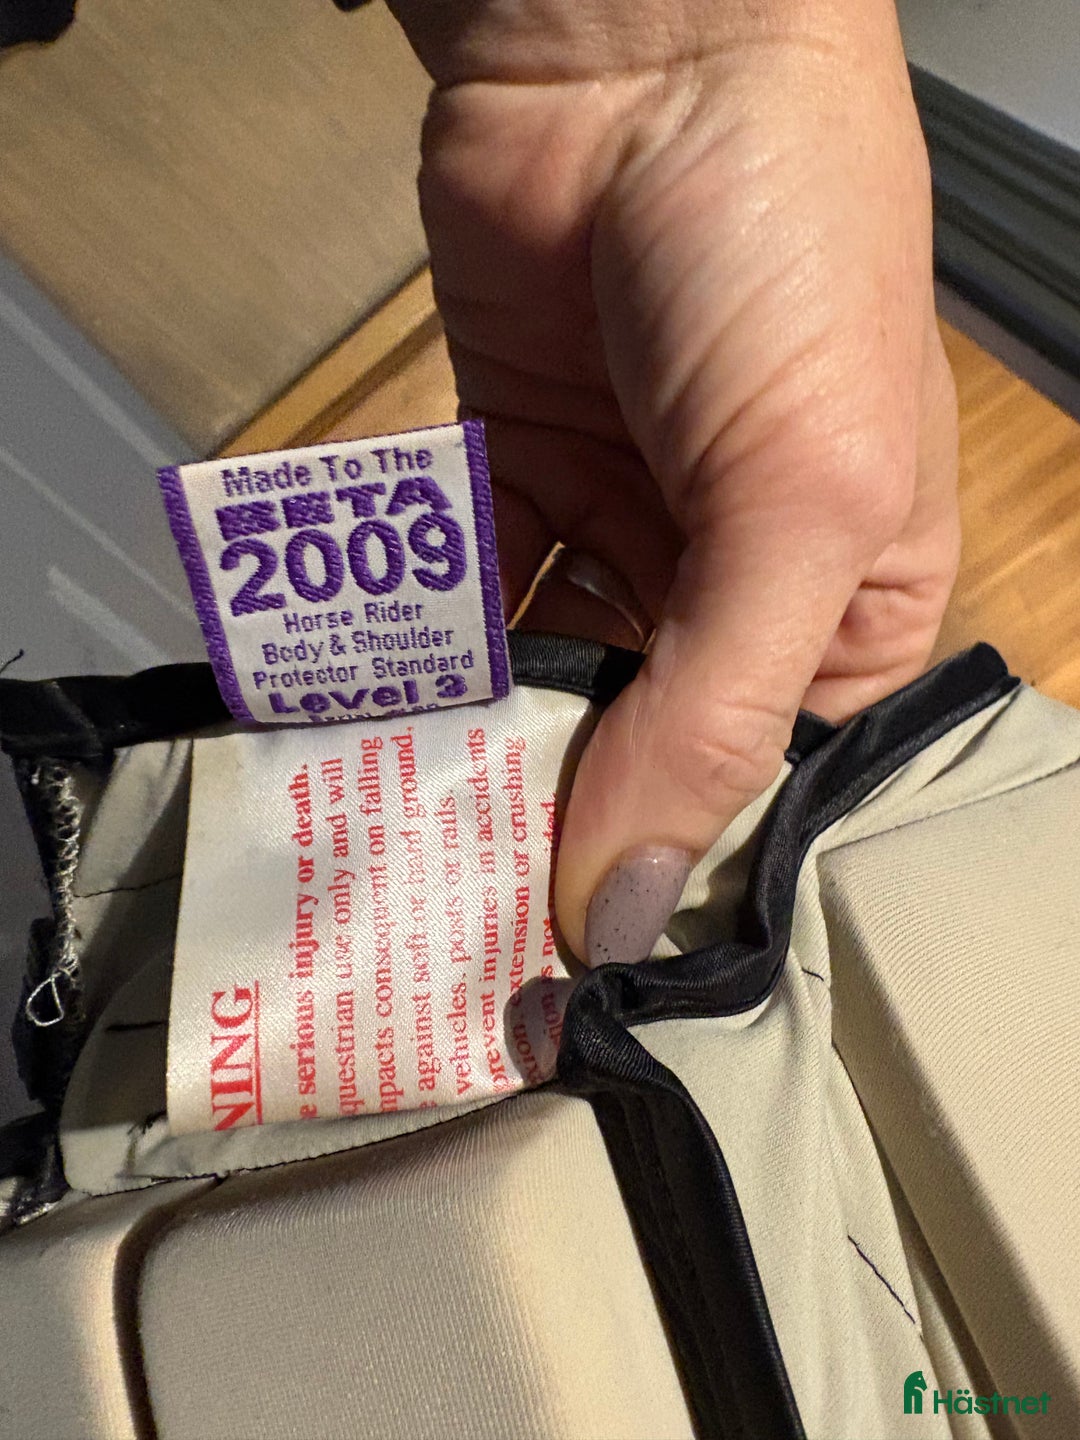 Made To The
BETA
2009
Horse Rider
Body & Shoulder
Protector Standard
Level 3
NING
e serious injury or death.
questrian use only and will
mpacts consequent on falling
e against soft or hard ground,
vehicles, posts or rails.
prevent injuries in accidents
extension or crushing
Hästnet